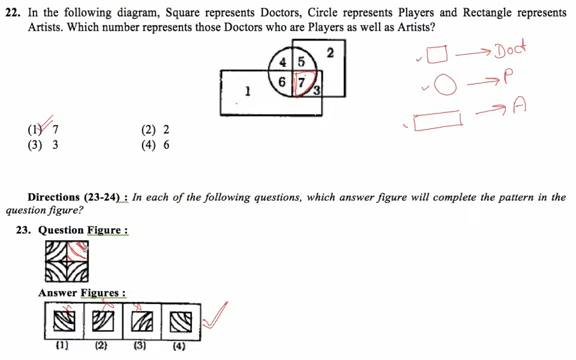 22. In the following diagram, Square represents Doctors, Circle represents Players and Rectangle represents
Artists. Which number represents those Doctors who are Players as well as Artists?
2
4 5
6 7
1 3
Doct
P
A
(1) 7 (2) 2
(3) 3 (4) 6
Directions (23-24) : In each of the following questions, which answer figure will complete the pattern in the
question figure?
23. Question Figure :
Answer Figures :
(1) (2) (3) (4)